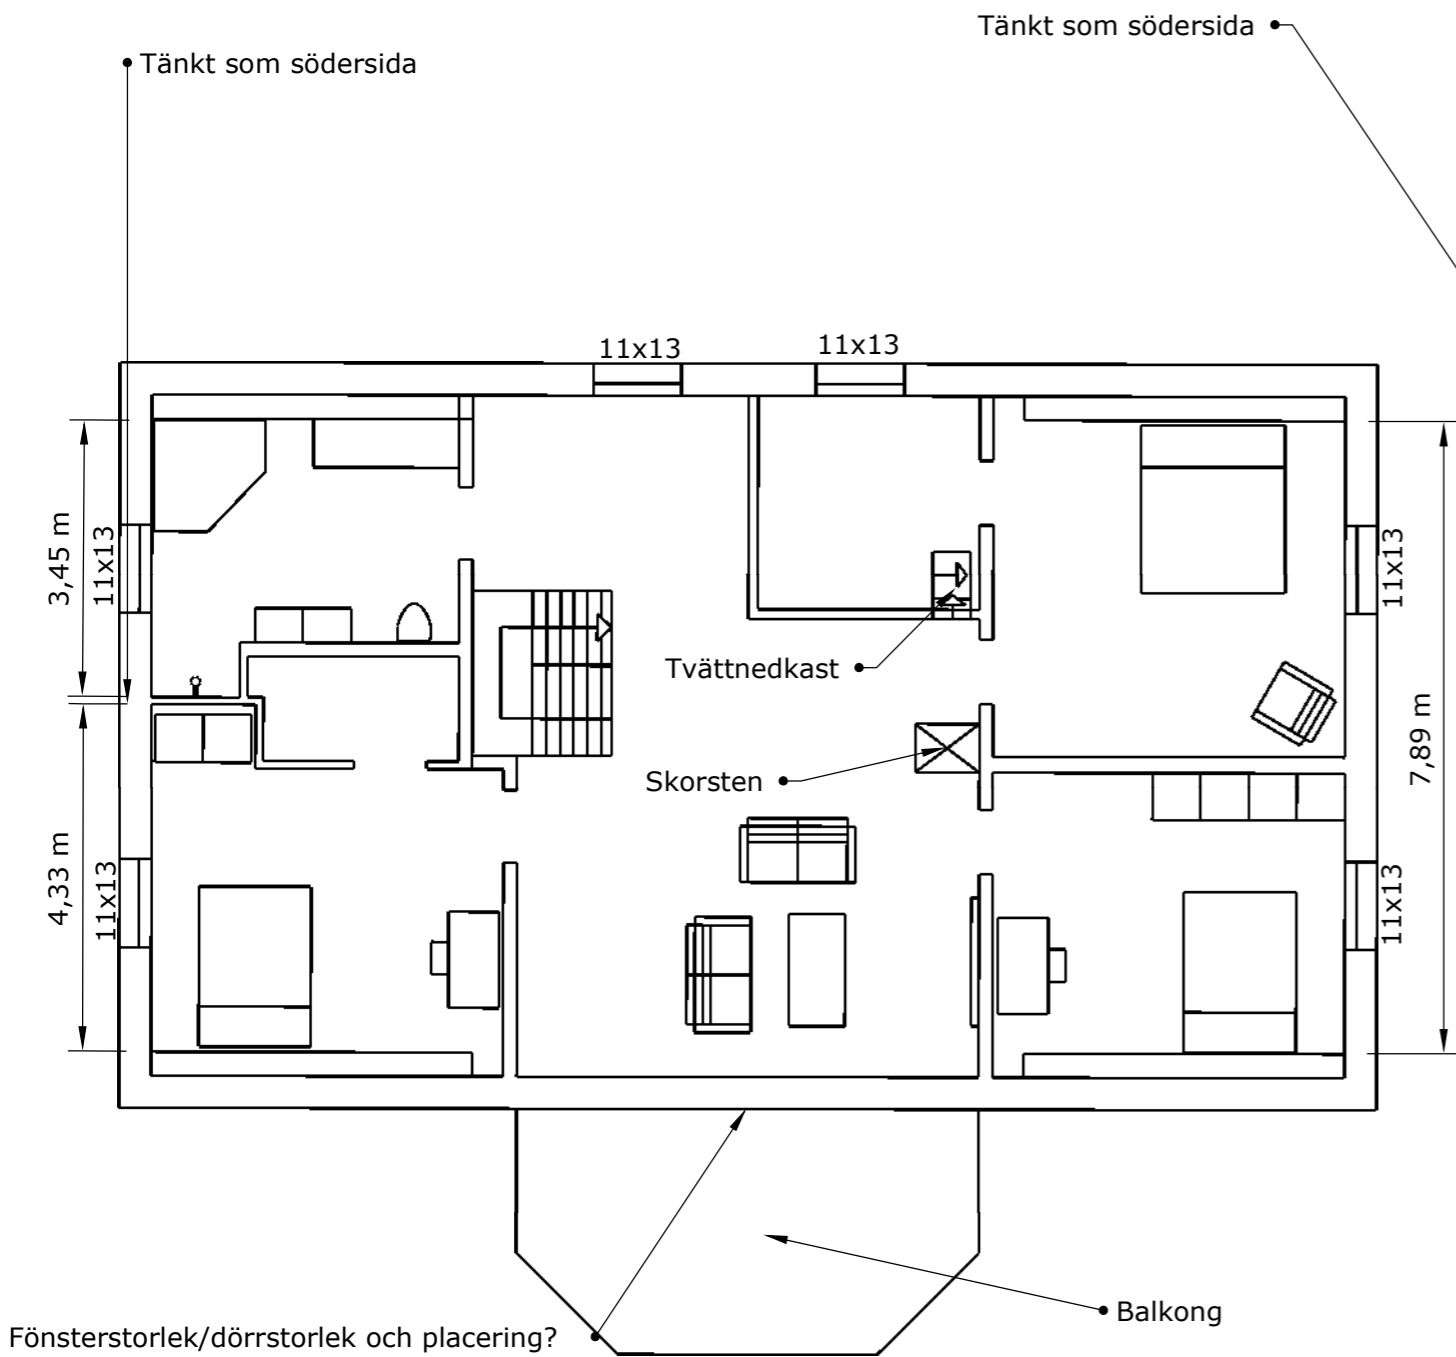 Tänkt som södersida
Tänkt som södersida
11x13
11x13
3,45 m
11x13
11x13
Tvättnedkast
Skorsten
7,89 m
4,33 m
11x13
11x13
Balkong
Fönsterstorlek/dörrstorlek och placering?